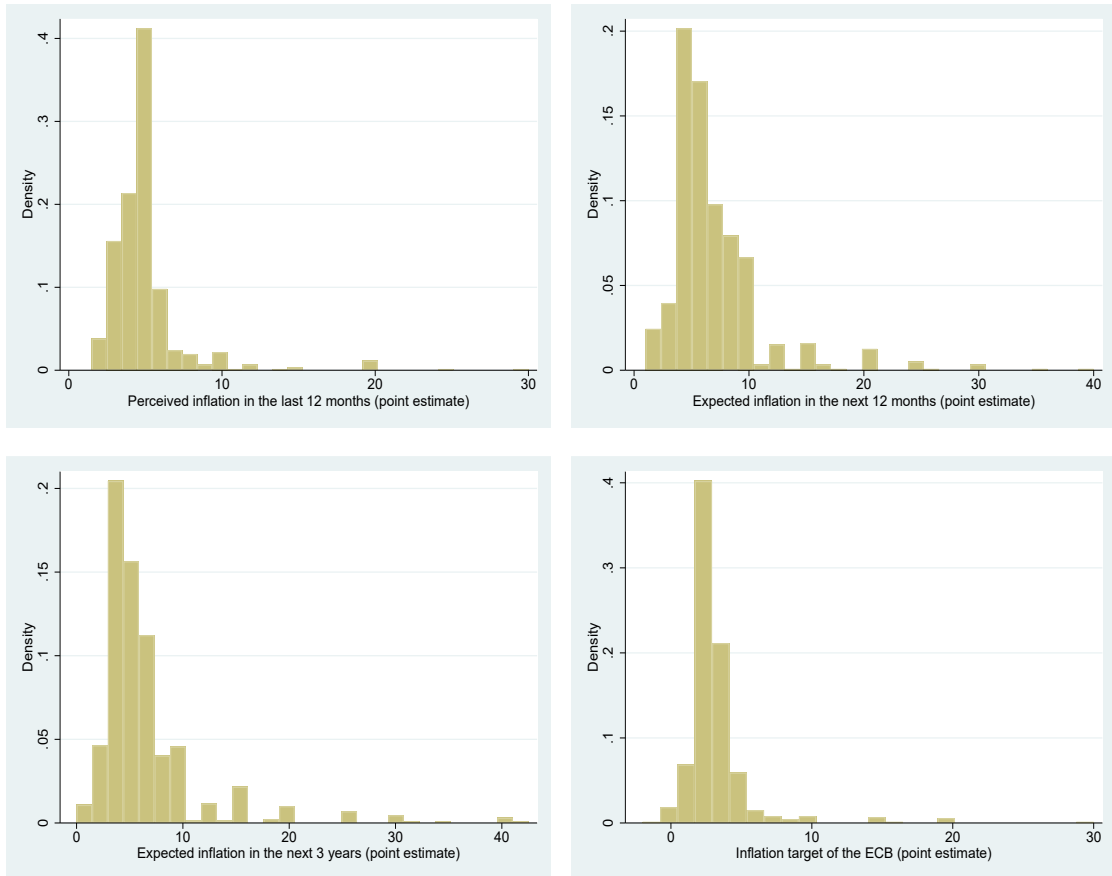 Density
.4
.3
.2
.1
0
0 10 20 30
Perceived inflation in the last 12 months (point estimate)
Density
.2
.15
.1
.05
0
0 10 20 30 40
Expected inflation in the next 12 months (point estimate)
Density
.2
.15
.1
.05
0
0 10 20 30 40
Expected inflation in the next 3 years (point estimate)
Density
.4
.3
.2
.1
0
0 10 20 30
Inflation target of the ECB (point estimate)